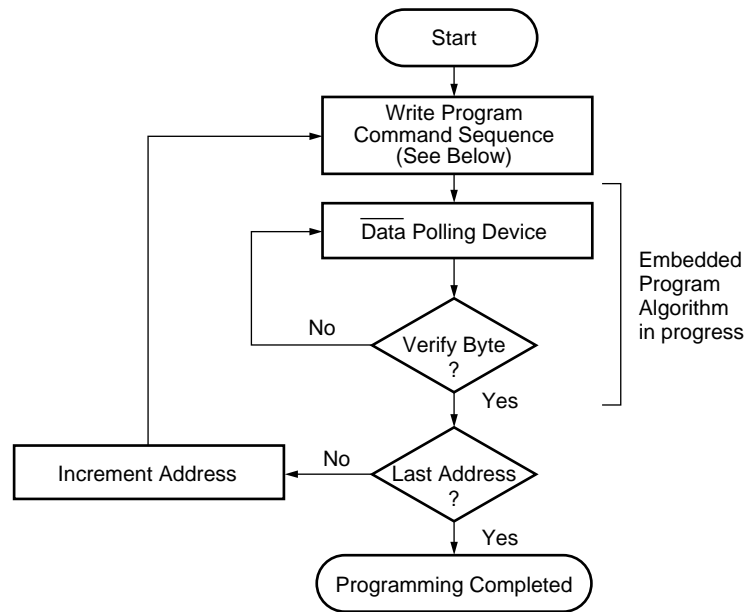 Start
Write Program
Command Sequence
(See Below)
Data Polling Device
Embedded
Program
Algorithm
in progress
No
Verify Byte
?
Yes
Increment Address
No
Last Address
?
Yes
Programming Completed